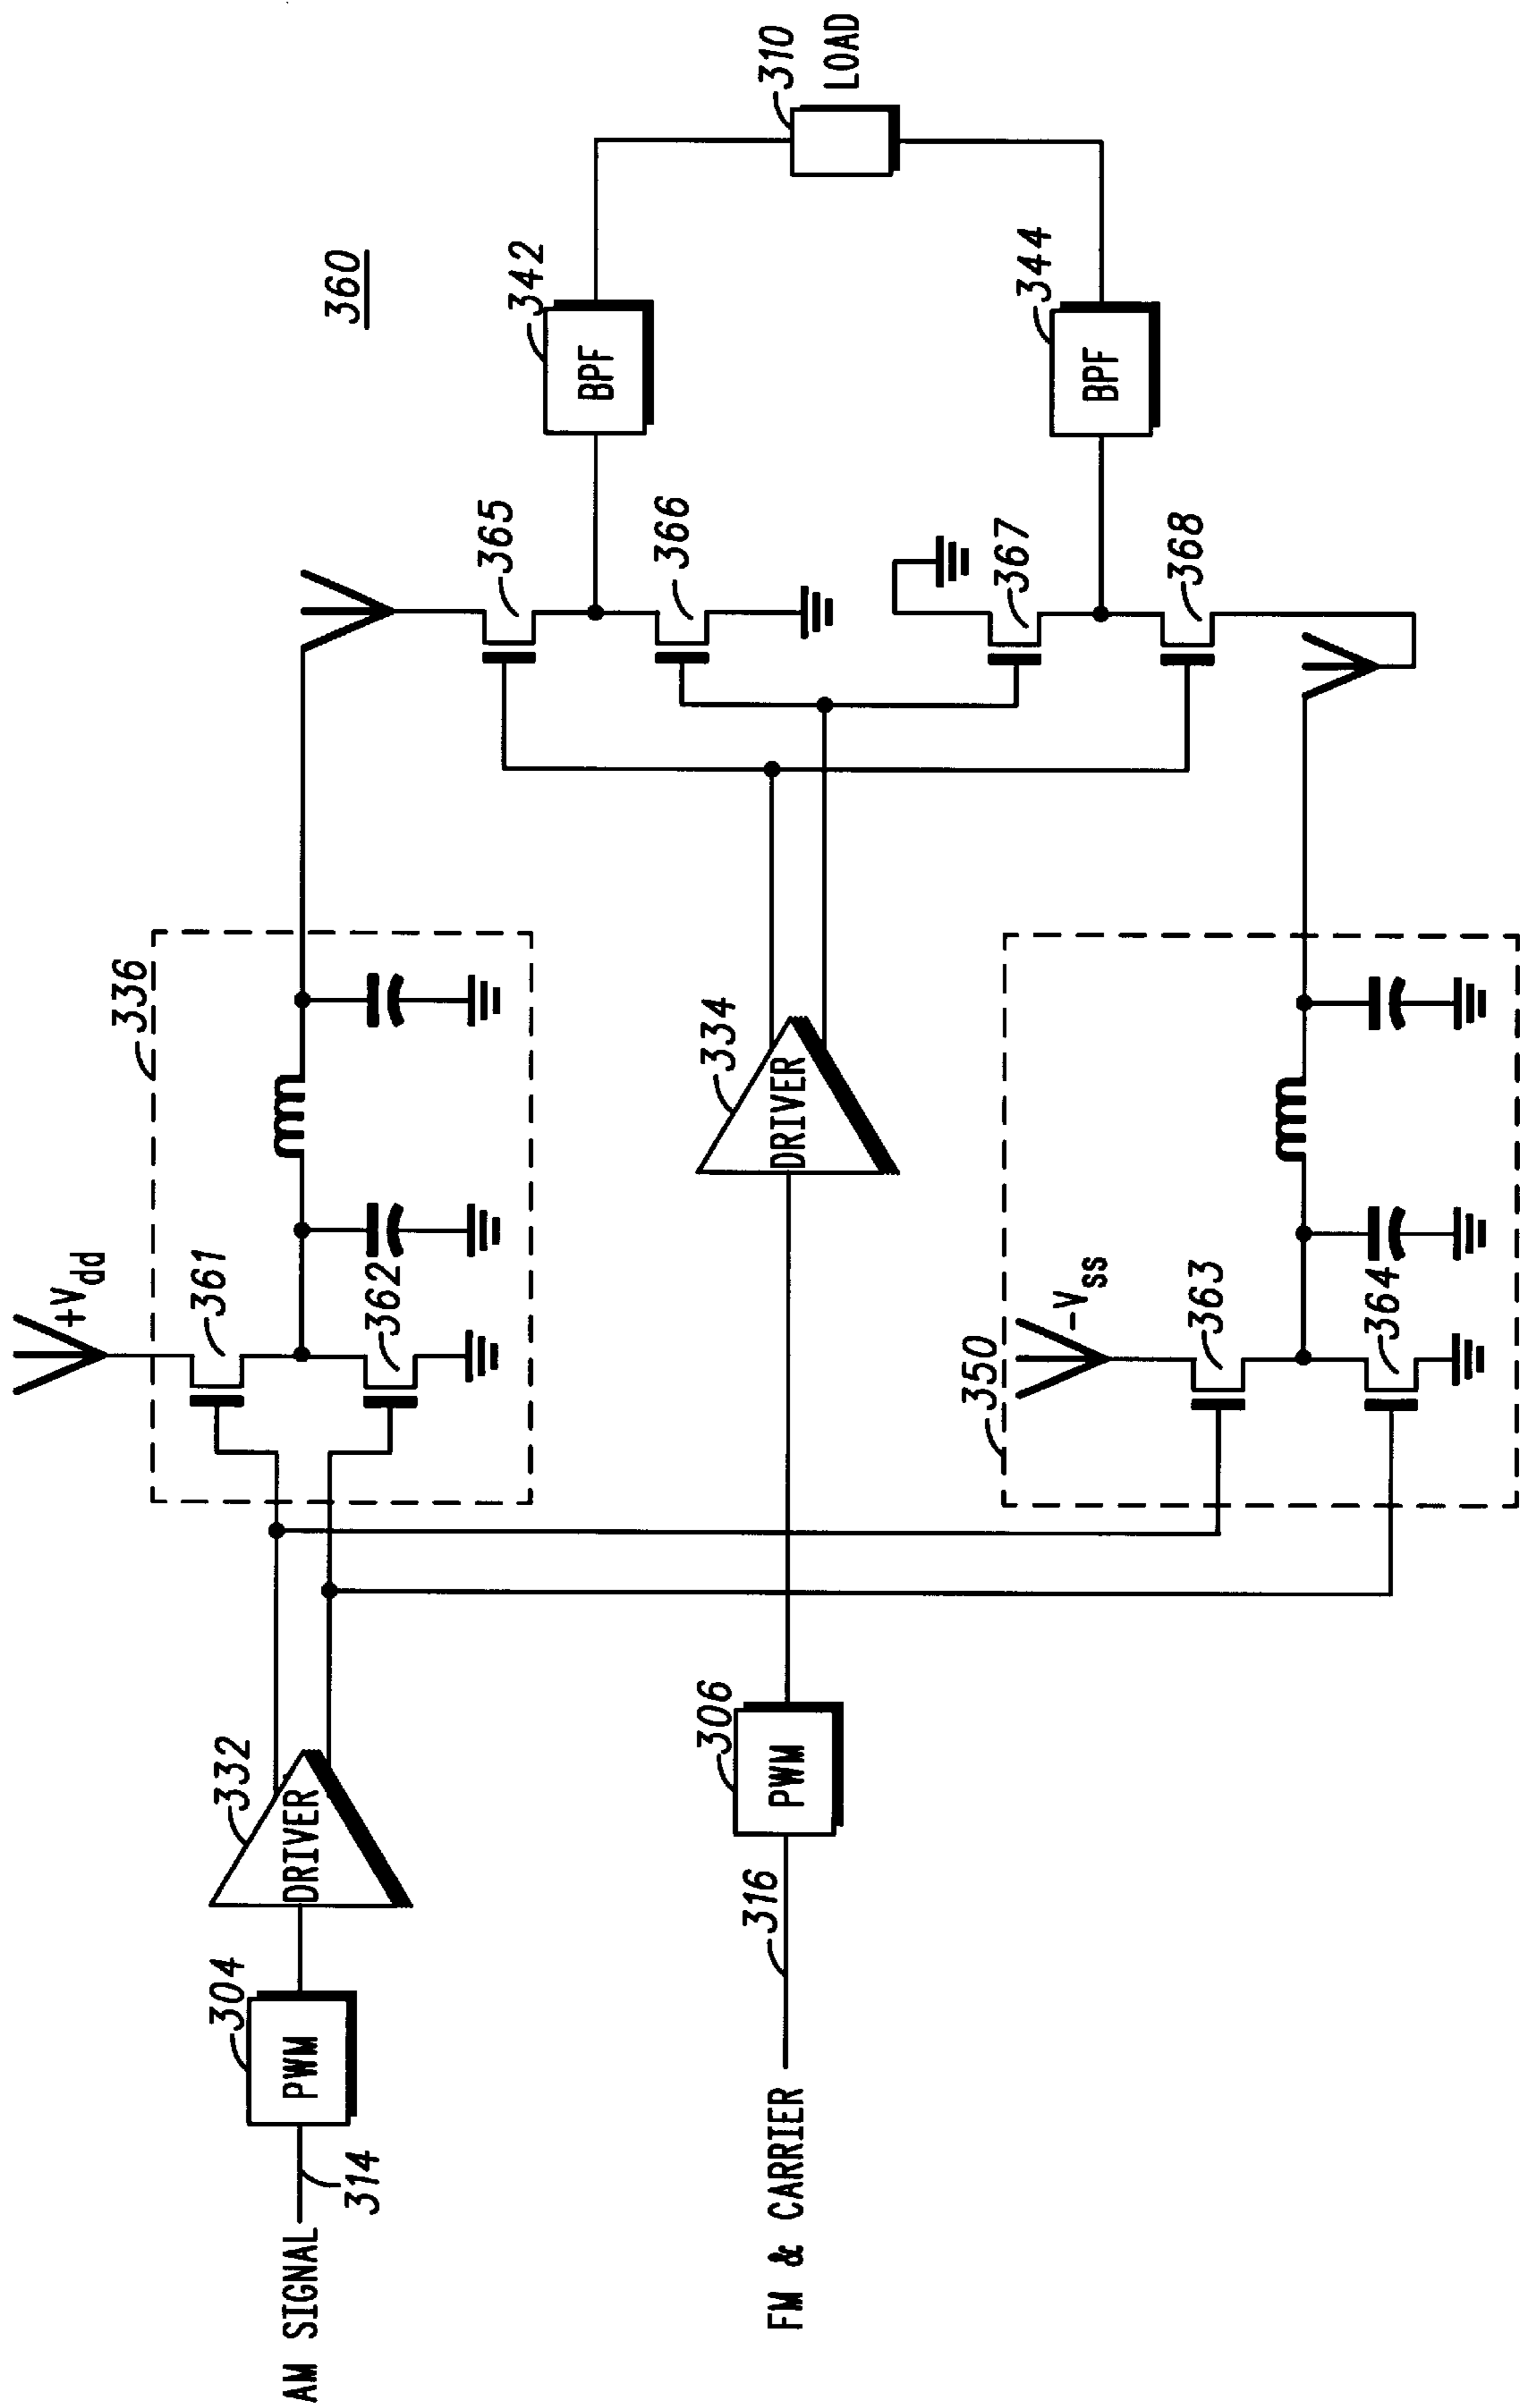 360
+Vdd
336
361
362
365
366
342
BPF
310
LOAD
AM SIGNAL
314
304
PWM
332
DRIVER
334
DRIVER
FM & CARRIER
316
306
PWM
367
368
344
BPF
350
-Vss
363
364